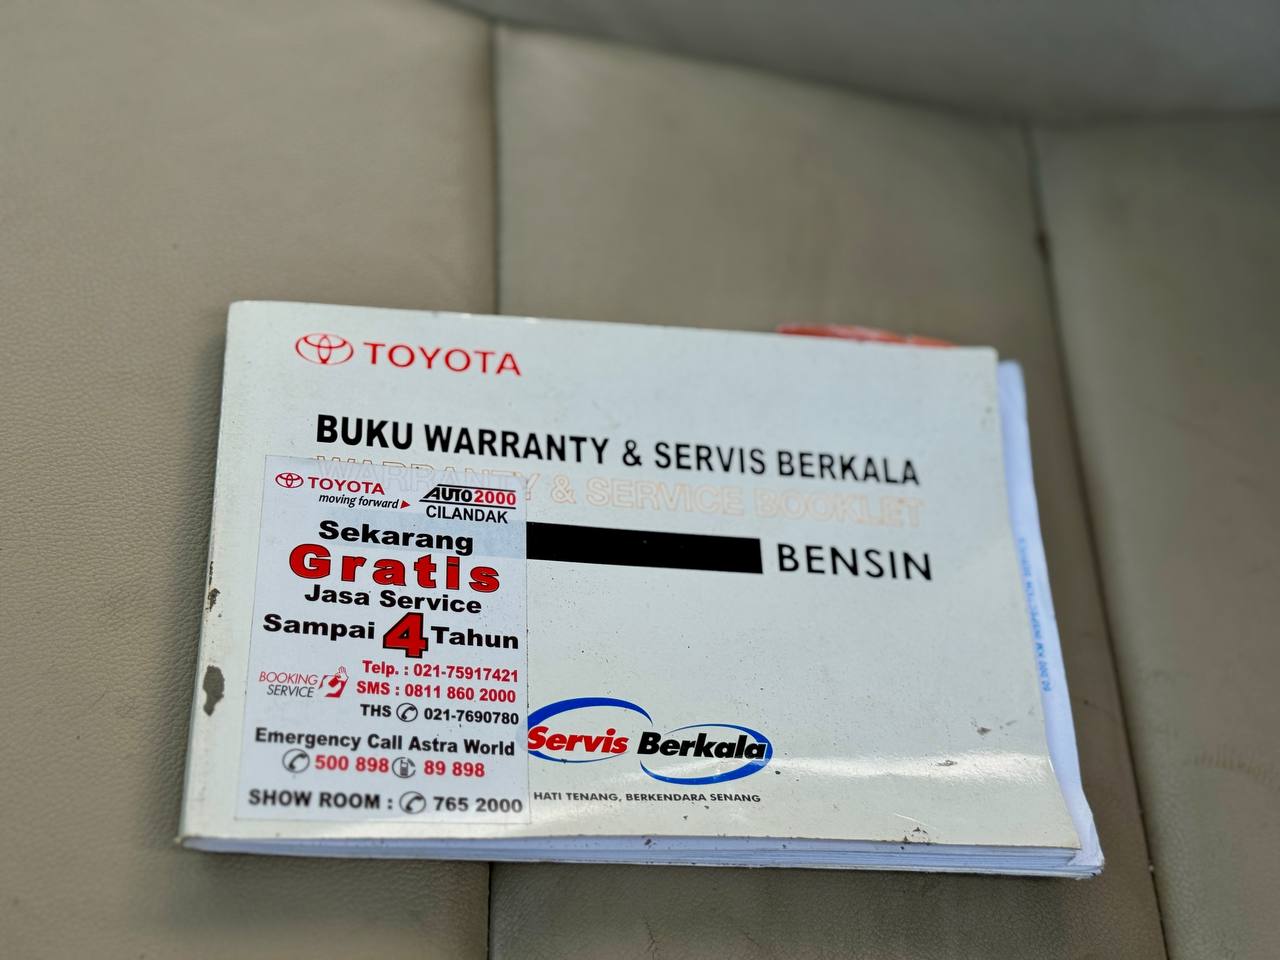 TOYOTA
BUKU WARRANTY & SERVIS BERKALA
WARRANTY & SERVICE BOOKLET
BENSIN
TOYOTA
moving forward
AUTO2000
CILANDAK
Sekarang
Gratis
Jasa Service
Sampai 4 Tahun
BOOKING
SERVICE
Telp. : 021-75917421
SMS : 0811 860 2000
THS 021-7690780
Emergency Call Astra World
500 898 89 898
SHOW ROOM : 765 2000
Servis Berkala
HATI TENANG, BERKENDARA SENANG